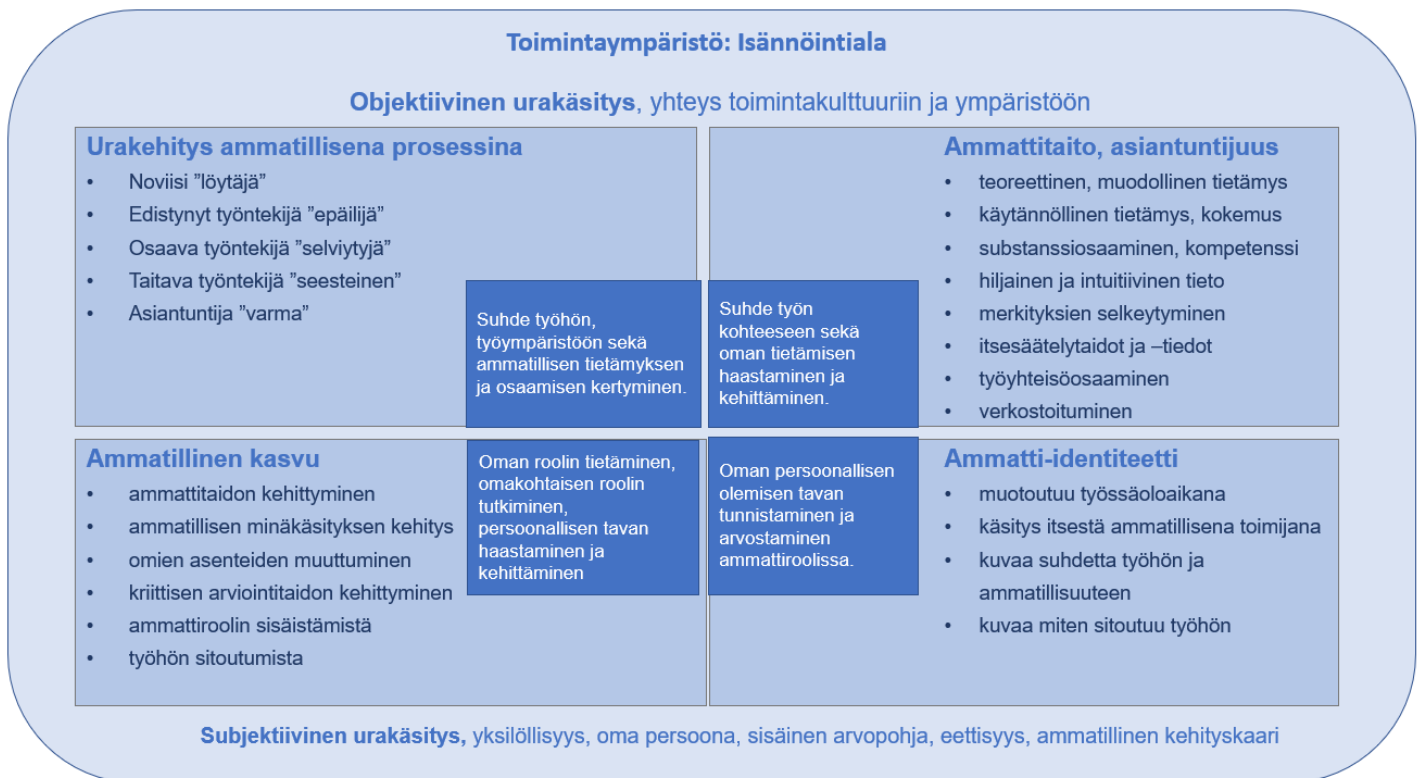 Toimintaympäristö: Isännöintiala
Objektiivinen urakäsitys, yhteys toimintakulttuuriin ja ympäristöön
Urakehitys ammatillisena prosessina
• Noviisi ”löytäjä”
• Edistynyt työntekijä ”epäilijä”
• Osaava työntekijä ”selviytyjä”
• Taitava työntekijä ”seesteinen”
• Asiantuntija ”varma”
Suhde työhön,
työympäristöön sekä
ammatillisen tietämyksen
ja osaamisen kertyminen.
Ammattitaito, asiantuntijuus
• teoreettinen, muodollinen tietämys
• käytännöllinen tietämys, kokemus
• substanssiosaaminen, kompetenssi
• hiljainen ja intuitiivinen tieto
• merkityksien selkeytyminen
• itsesäätelytaidot ja –tiedot
• työyhteisöosaaminen
• verkostoituminen
Suhde työn
kohteeseen sekä
oman tietämisen
haastaminen ja
kehittäminen.
Ammatillinen kasvu
• ammattitaidon kehittyminen
• ammatillisen minäkäsityksen kehitys
• omien asenteiden muuttuminen
• kriittisen arviointitaidon kehittyminen
• ammattiroolin sisäistämistä
• työhön sitoutumista
Oman roolin tietäminen,
omakohtaisen roolin
tutkiminen,
persoonallisen tavan
haastaminen ja
kehittäminen
Oman persoonallisen
olemisen tavan
tunnistaminen ja
arvostaminen
ammattiroolissa.
Ammatti-identiteetti
• muotoutuu työssäoloaikana
• käsitys itsestä ammatillisena toimijana
• kuvaa suhdetta työhön ja
ammatillisuuteen
• kuvaa miten sitoutuu työhön
Subjektiivinen urakäsitys, yksilöllisyys, oma persoona, sisäinen arvopohja, eettisyys, ammatillinen kehityskaari